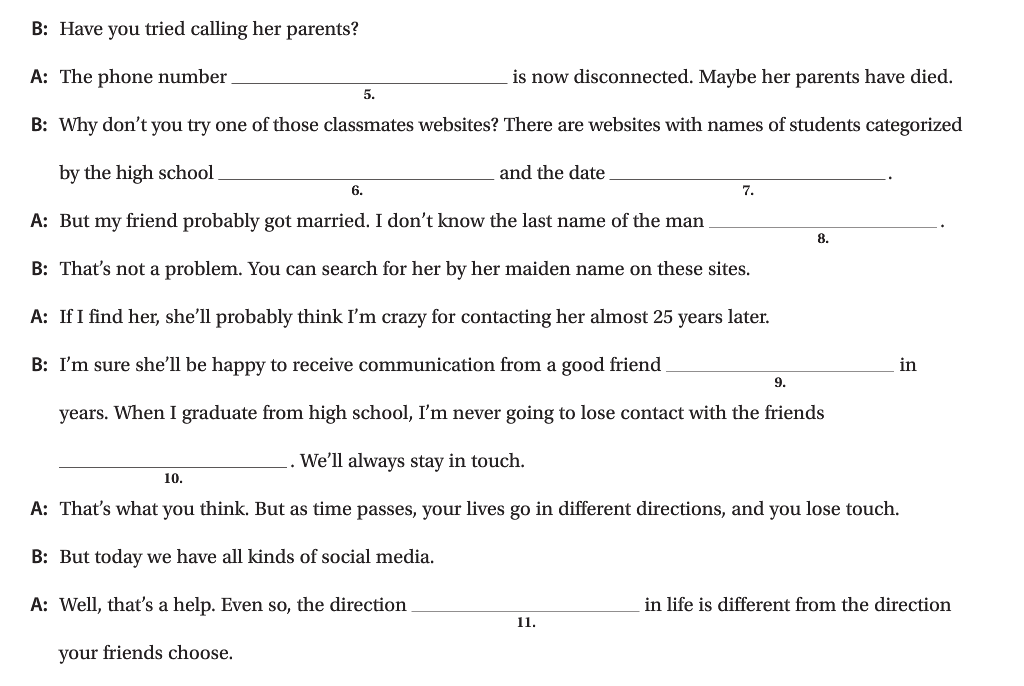 B: Have you tried calling her parents?
A: The phone number ____________________ is now disconnected. Maybe her parents have died.
5.
B: Why don’t you try one of those classmates websites? There are websites with names of students categorized
by the high school ____________________ and the date ____________________.
6. 7.
A: But my friend probably got married. I don’t know the last name of the man ____________________.
8.
B: That’s not a problem. You can search for her by her maiden name on these sites.
A: If I find her, she’ll probably think I’m crazy for contacting her almost 25 years later.
B: I’m sure she’ll be happy to receive communication from a good friend ____________________ in
9.
years. When I graduate from high school, I’m never going to lose contact with the friends
____________________. We’ll always stay in touch.
10.
A: That’s what you think. But as time passes, your lives go in different directions, and you lose touch.
B: But today we have all kinds of social media.
A: Well, that’s a help. Even so, the direction ____________________ in life is different from the direction
11.
your friends choose.